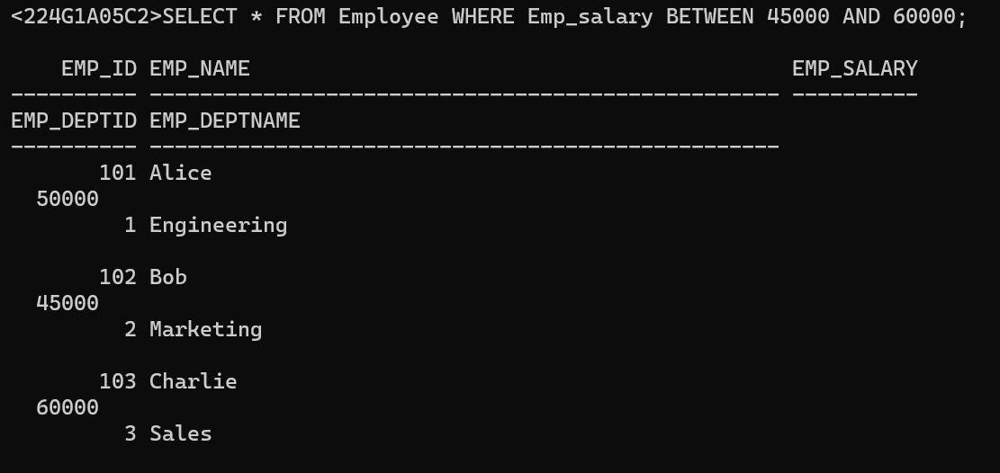 <224G1A05C2>SELECT * FROM Employee WHERE Emp_salary BETWEEN 45000 AND 60000;
EMP_ID EMP_NAME EMP_SALARY
---------- -------------------------------------------------- ----------
EMP_DEPTID EMP_DEPTNAME
---------- --------------------------------------------------
101 Alice
50000
1 Engineering
102 Bob
45000
2 Marketing
103 Charlie
60000
3 Sales